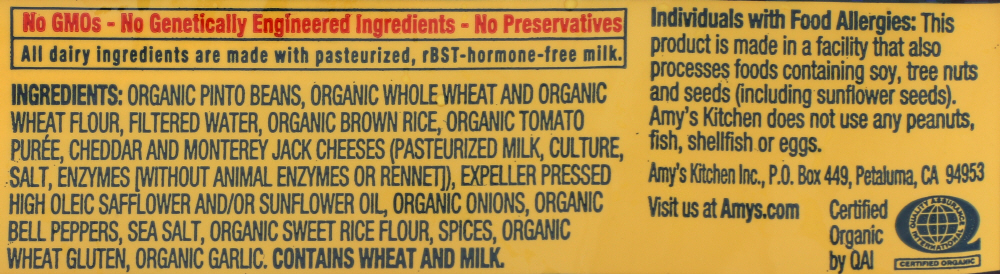 No GMOs - No Genetically Engineered Ingredients - No Preservatives
All dairy ingredients are made with pasteurized, rBST-hormone-free milk.
INGREDIENTS: ORGANIC PINTO BEANS, ORGANIC WHOLE WHEAT AND ORGANIC
WHEAT FLOUR, FILTERED WATER, ORGANIC BROWN RICE, ORGANIC TOMATO
PURÉE, CHEDDAR AND MONTEREY JACK CHEESES (PASTEURIZED MILK, CULTURE,
SALT, ENZYMES [WITHOUT ANIMAL ENZYMES OR RENNET]), EXPELLER PRESSED
HIGH OLEIC SAFFLOWER AND/OR SUNFLOWER OIL, ORGANIC ONIONS, ORGANIC
BELL PEPPERS, SEA SALT, ORGANIC SWEET RICE FLOUR, SPICES, ORGANIC
WHEAT GLUTEN, ORGANIC GARLIC. CONTAINS WHEAT AND MILK.
Individuals with Food Allergies: This
product is made in a facility that also
processes foods containing soy, tree nuts
and seeds (including sunflower seeds).
Amy's Kitchen does not use any peanuts,
fish, shellfish or eggs.
Amy's Kitchen Inc., P.O. Box 449, Petaluma, CA 94953
Visit us at Amys.com
Certified
Organic
by QAI
QUALITY ASSURANCE
INTERNATIONAL
CERTIFIED ORGANIC